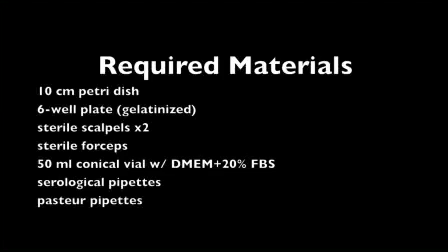 Required Materials
10 cm petri dish
6-well plate (gelatinized)
sterile scalpels x2
sterile forceps
50 ml conical vial w/ DMEM+20% FBS
serological pipettes
pasteur pipettes